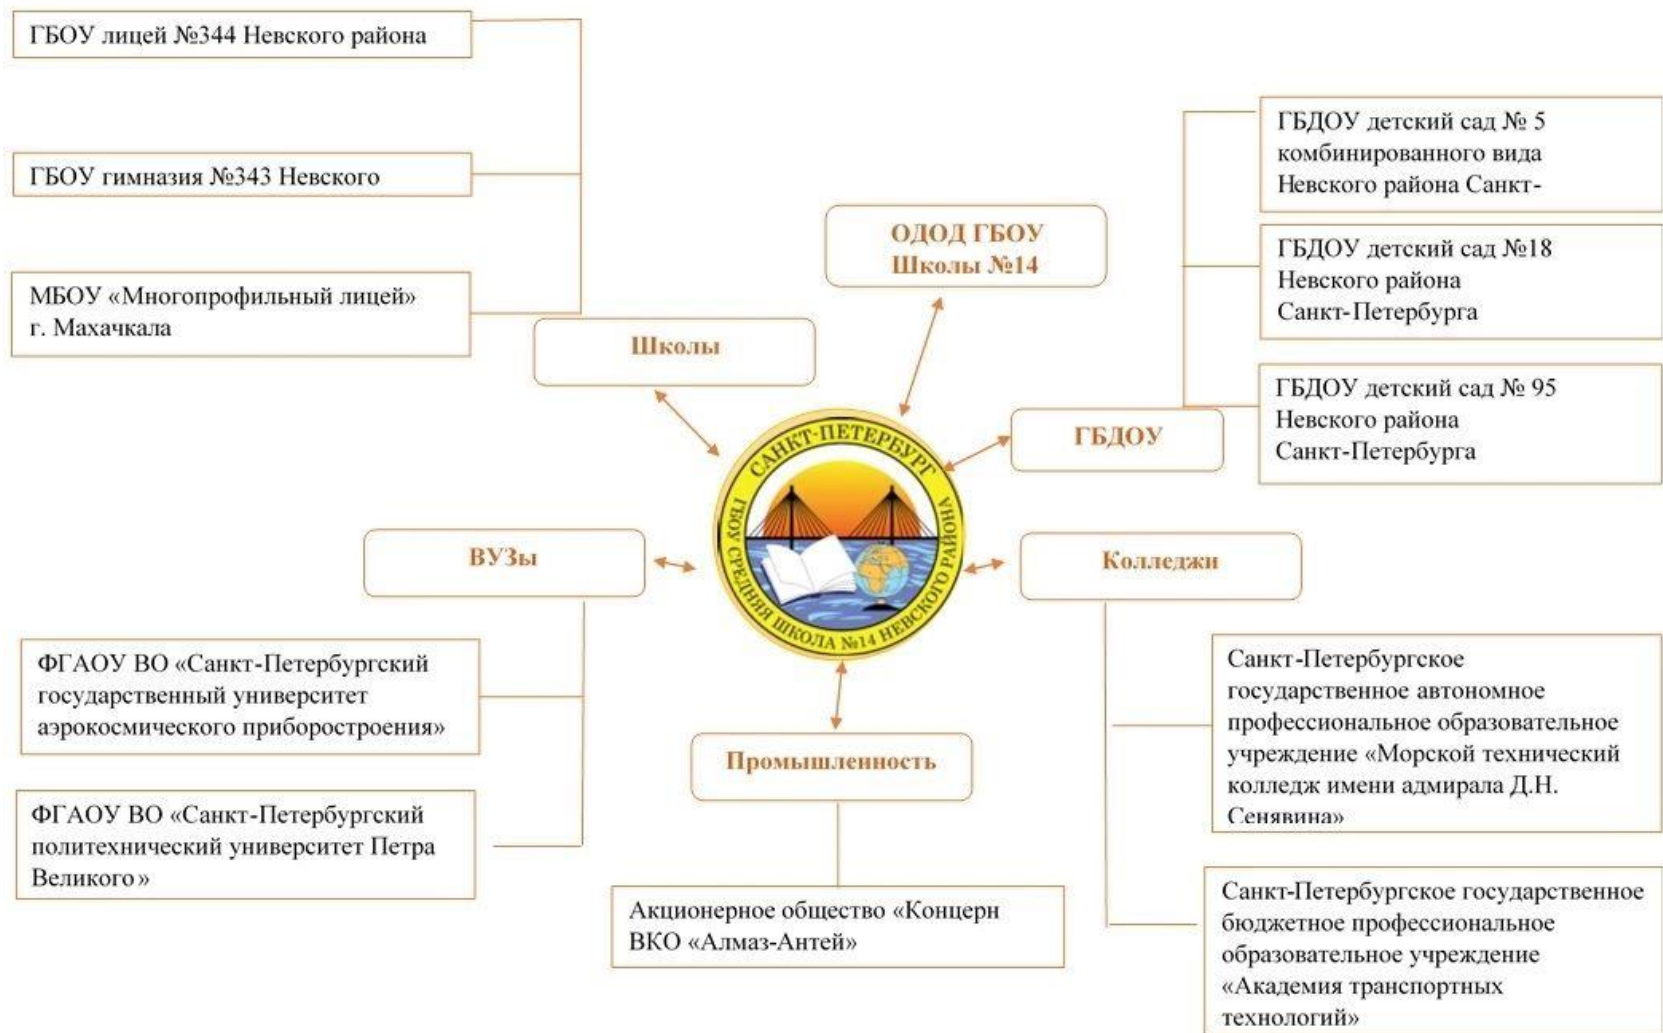 ГБОУ лицей №344 Невского района
ГБОУ гимназия №343 Невского
МБОУ «Многопрофильный лицей»
г. Махачкала
Школы
ОДОД ГБОУ
Школы №14
ГБДОУ детский сад № 5
комбинированного вида
Невского района Санкт-
ГБДОУ детский сад №18
Невского района
Санкт-Петербурга
ГБДОУ детский сад № 95
Невского района
Санкт-Петербурга
ГБДОУ
САНКТ-ПЕТЕРБУРГ
ГБОУ СРЕДНЯЯ ШКОЛА №14 НЕВСКОГО РАЙОНА
ВУЗы
ФГАОУ ВО «Санкт-Петербургский
государственный университет
аэрокосмического приборостроения»
ФГАОУ ВО «Санкт-Петербургский
политехнический университет Петра
Великого»
Промышленность
Акционерное общество «Концерн
ВКО «Алмаз-Антей»
Колледжи
Санкт-Петербургское
государственное автономное
профессиональное образовательное
учреждение «Морской технический
колледж имени адмирала Д.Н.
Сенявина»
Санкт-Петербургское государственное
бюджетное профессиональное
образовательное учреждение
«Академия транспортных
технологий»